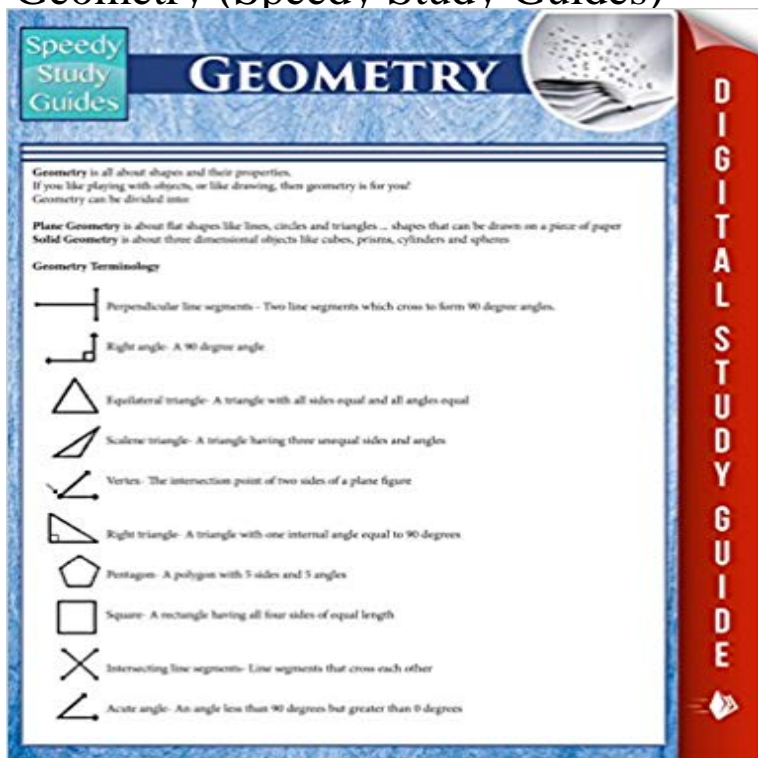 Geometry (Speedy Study Guides)
Speedy
Study
Guides
GEOMETRY
Geometry is all about shapes and their properties.
If you like playing with objects, or like drawing, then geometry is for you!
Geometry can be divided into:
Plane Geometry is about flat shapes like lines, circles and triangles ... shapes that can be drawn on a piece of paper
Solid Geometry is about three dimensional objects like cubes, prisms, cylinders and spheres
Geometry Terminology
Perpendicular line segments - Two line segments which cross to form 90 degree angles.
Right angle- A 90 degree angle
Equilateral triangle- A triangle with all sides equal and all angles equal
Scalene triangle- A triangle having three unequal sides and angles
Vertex- The intersection point of two sides of a plane figure
Right triangle- A triangle with one internal angle equal to 90 degrees
Pentagon- A polygon with 5 sides and 5 angles
Square- A rectangle having all four sides of equal length
Intersecting line segments- Line segments that cross each other
Acute angle- An angle less than 90 degrees but greater than 0 degrees
DIGITAL STUDY GUIDE